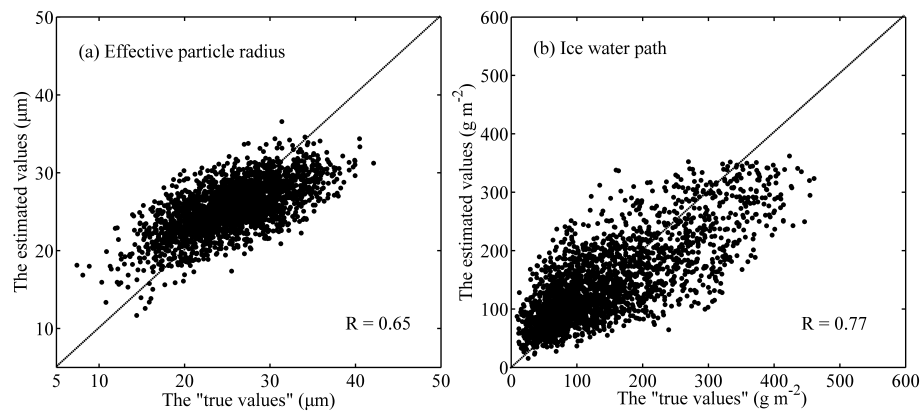 (a) Effective particle radius
The estimated values (μm)
50
40
30
20
10
R = 0.65
5 10 20 30 40 50
The "true values" (μm)
(b) Ice water path
The estimated values (g m-2)
600
500
400
300
200
100
0
R = 0.77
0 100 200 300 400 500 600
The "true values" (g m-2)